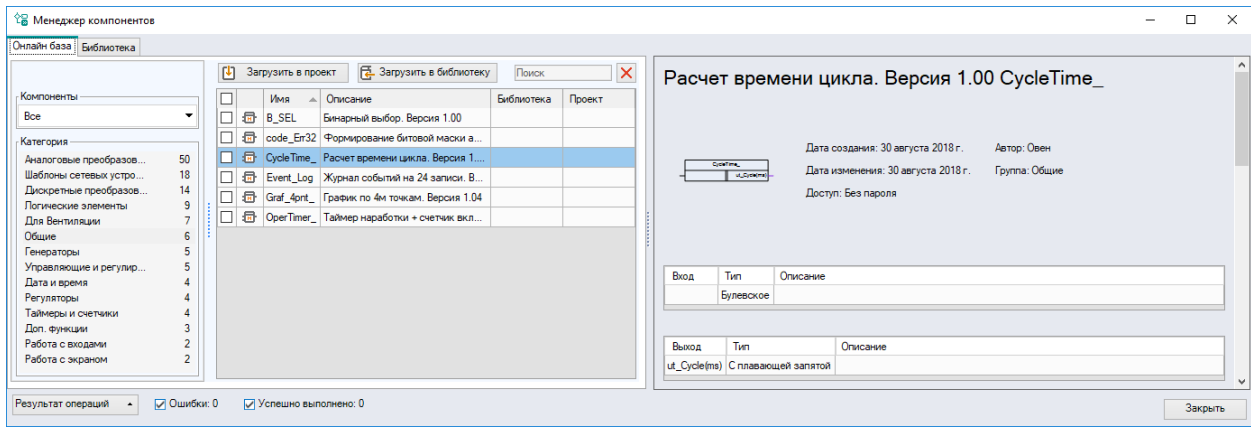 Менеджер компонентов
Онлайн база Библиотека
Компоненты
Все
Категория
Аналоговые преобразов... 50
Шаблоны сетевых устро... 18
Дискретные преобразов... 14
Логические элементы 9
Для Вентиляции 7
Общие 6
Генераторы 5
Управляющие и регулир... 5
Дата и время 4
Регуляторы 4
Таймеры и счетчики 4
Доп. функции 3
Работа с входами 2
Работа с экраном 2
Загрузить в проект Загрузить в библиотеку Поиск
Имя Описание Библиотека Проект
B_SEL Бинарный выбор. Версия 1.00
code_Err32 Формирование битовой маски а...
CycleTime_ Расчет времени цикла. Версия 1....
Event_Log Журнал событий на 24 записи. В...
Graf_4pnt_ График по 4м точкам. Версия 1.04
OperTimer_ Таймер наработки + счетчик вкл...
Расчет времени цикла. Версия 1.00 CycleTime_
CycleTime_
ut_Cycle(ms)
Дата создания: 30 августа 2018 г. Автор: Овен
Дата изменения: 30 августа 2018 г. Группа: Общие
Доступ: Без пароля
Вход Тип Описание
Булевское
Выход Тип Описание
ut_Cycle(ms) С плавающей запятой
Результат операций Ошибки: 0 Успешно выполнено: 0
Закрыть